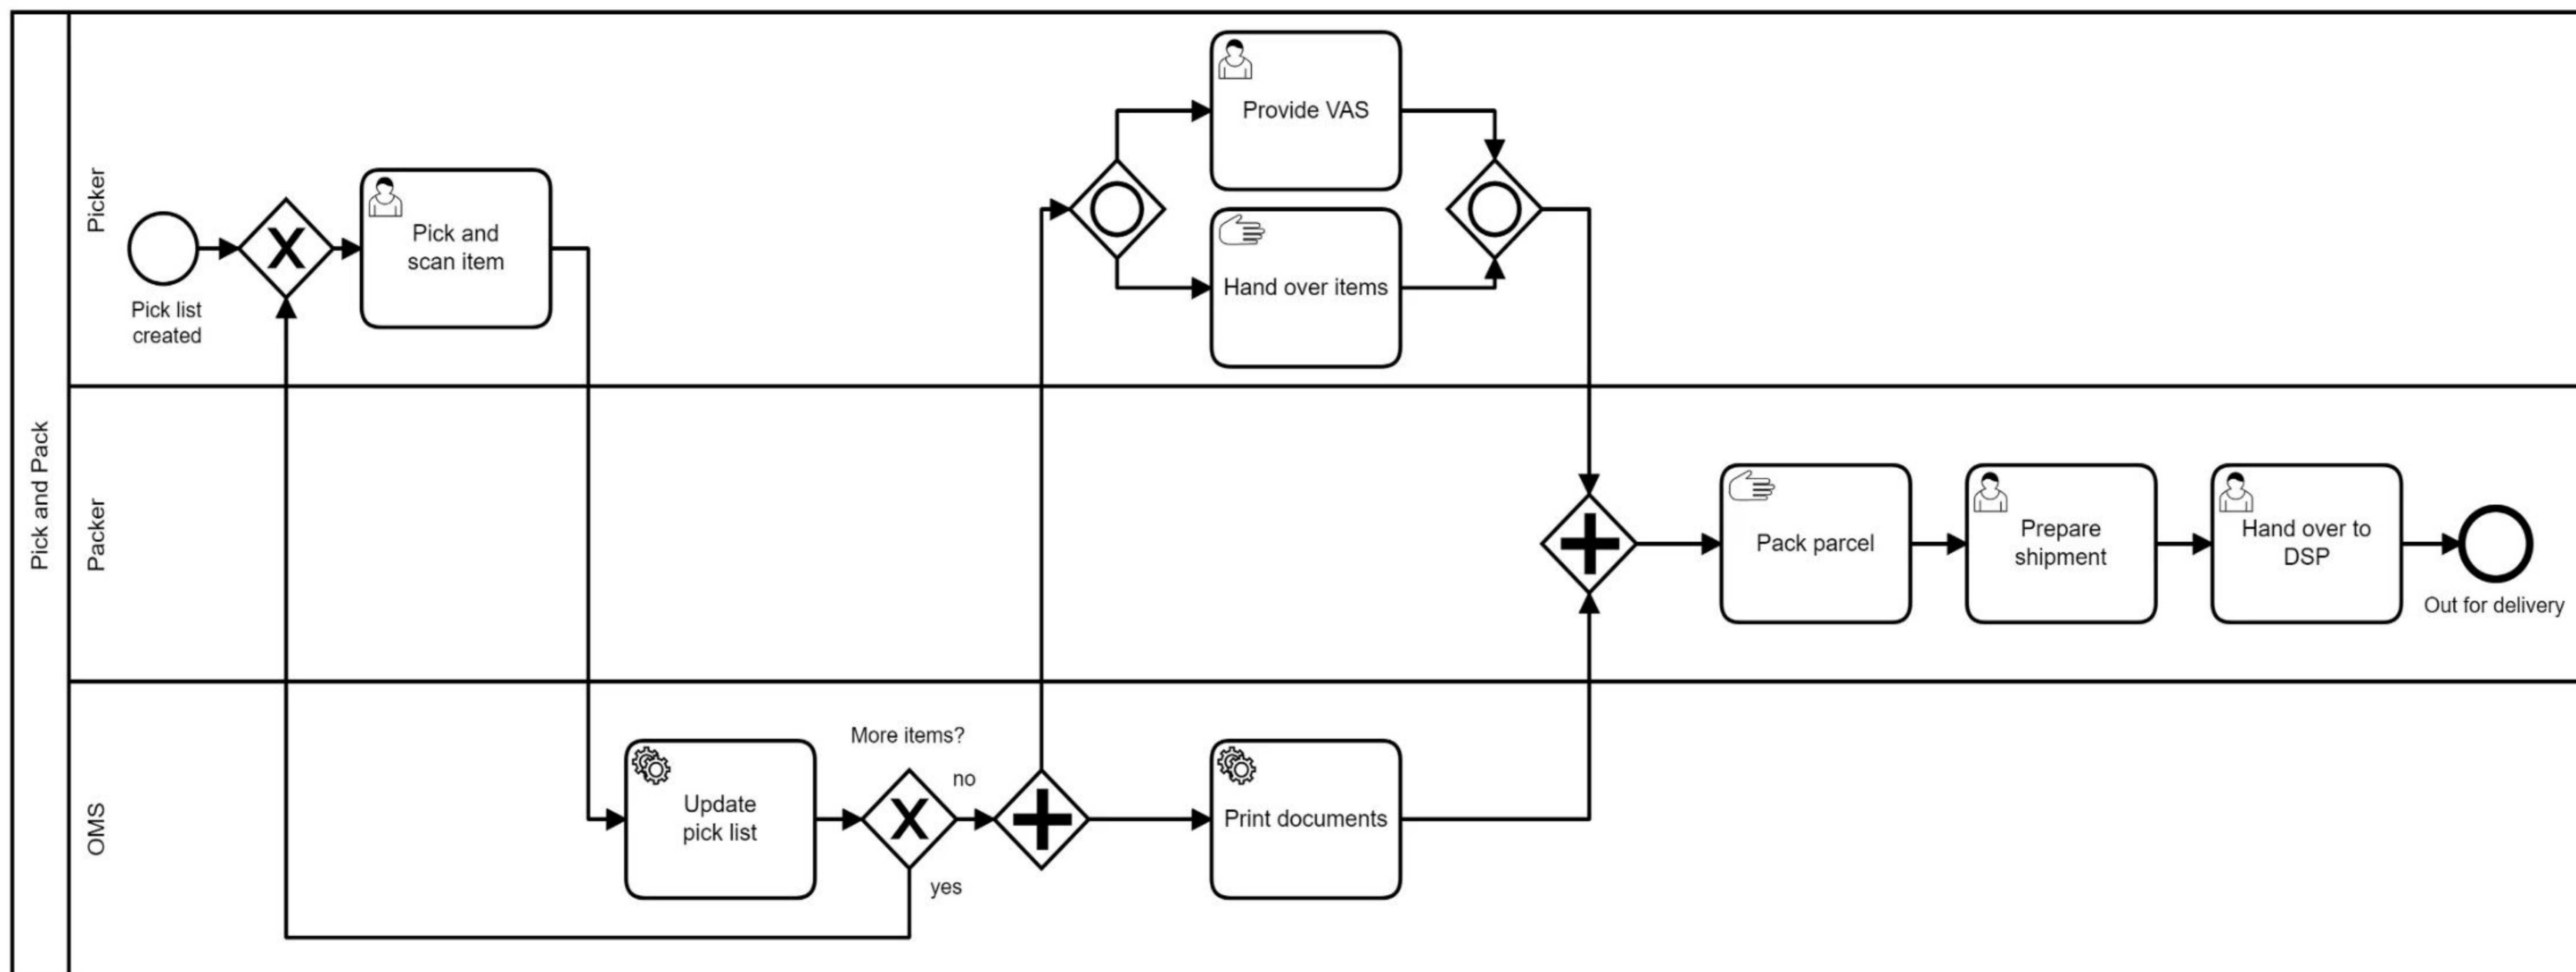 Pick and Pack
Picker
Pick list
created
Pick and
scan item
Provide VAS
Hand over items
Packer
Pack parcel
Prepare
shipment
Hand over to
DSP
Out for delivery
OMS
Update
pick list
More items?
no
yes
Print documents